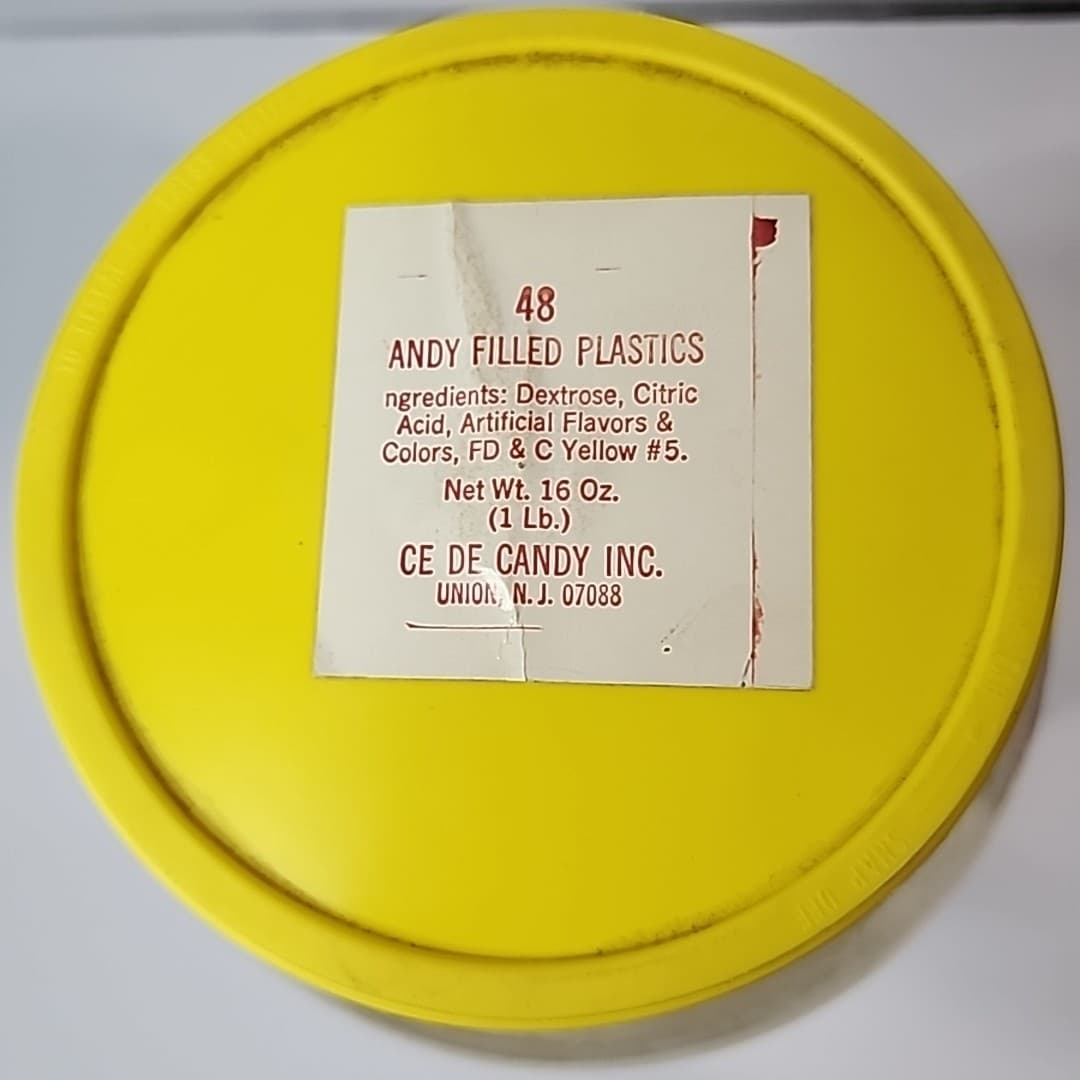 48
ANDY FILLED PLASTICS
ngredients: Dextrose, Citric
Acid, Artificial Flavors &
Colors, FD & C Yellow #5.
Net Wt. 16 Oz.
(1 Lb.)
CE DE CANDY INC.
UNION, N.J. 07088